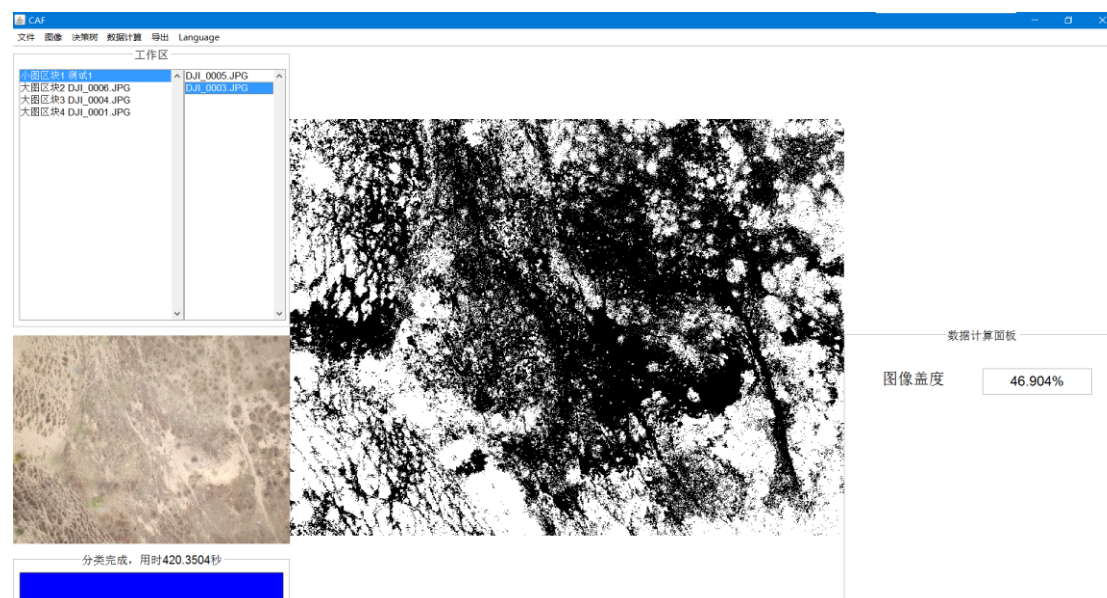 CAF
文件 图像 决策树 数据计算 导出 Language
工作区
小图区块1 测试1
大图区块2 DJI_0006.JPG
大图区块3 DJI_0004.JPG
大图区块4 DJI_0001.JPG
DJI_0005.JPG
DJI_0003.JPG
数据计算面板
图像盖度 46.904%
分类完成，用时420.3504秒